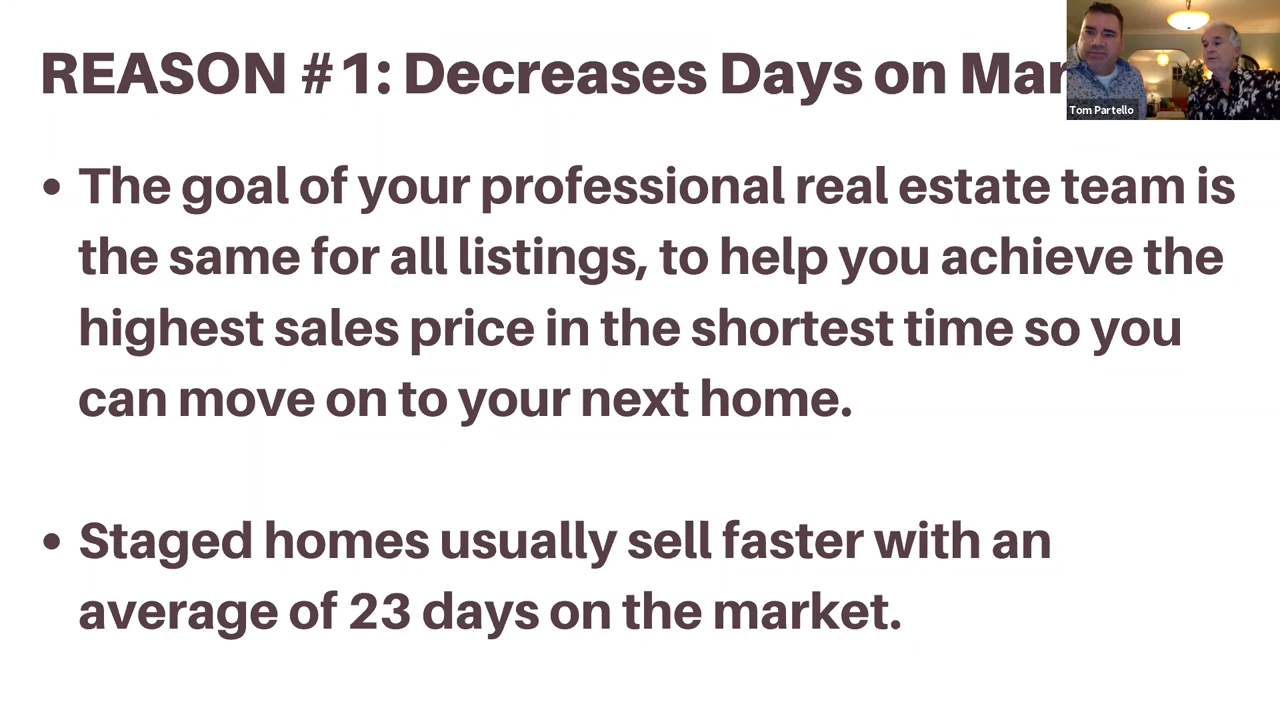 REASON #1: Decreases Days on Mar
• The goal of your professional real estate team is
the same for all listings, to help you achieve the
highest sales price in the shortest time so you
can move on to your next home.
• Staged homes usually sell faster with an
average of 23 days on the market.
Tom Partello